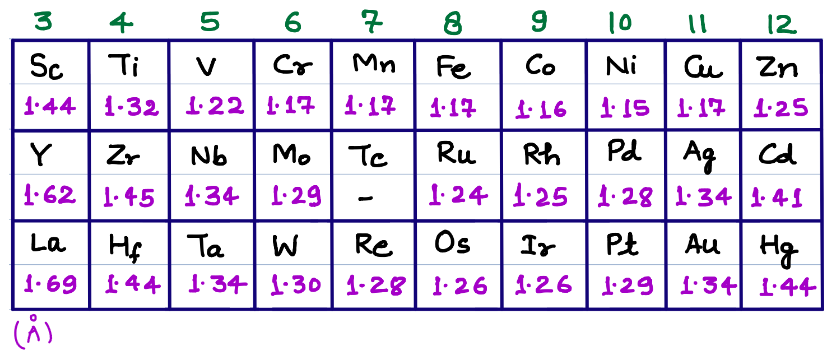 3 4 5 6 7 8 9 10 11 12
Sc Ti V Cr Mn Fe Co Ni Cu Zn
1.44 1.32 1.22 1.17 1.17 1.17 1.16 1.15 1.17 1.25
Y Zr Nb Mo Tc Ru Rh Pd Ag Cd
1.62 1.45 1.34 1.29 - 1.24 1.25 1.28 1.34 1.41
La Hf Ta W Re Os Ir Pt Au Hg
1.69 1.44 1.34 1.30 1.28 1.26 1.26 1.29 1.34 1.44
(Å)